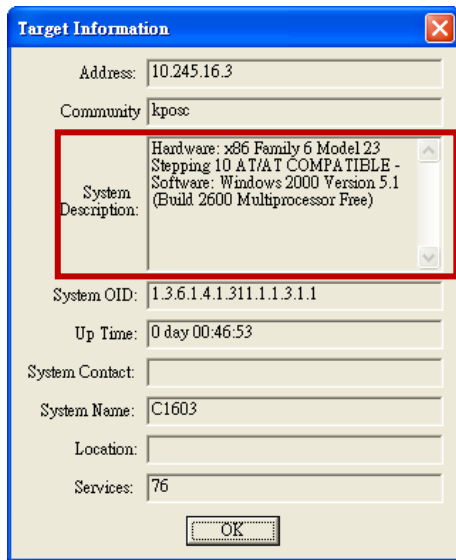 Target Information
Address: 10.245.16.3
Community kposc
System Description: Hardware: x86 Family 6 Model 23
Stepping 10 AT/AT COMPATIBLE -
Software: Windows 2000 Version 5.1
(Build 2600 Multiprocessor Free)
System OID: 1.3.6.1.4.1.311.1.1.3.1.1
Up Time: 0 day 00:46:53
System Contact:
System Name: C1603
Location:
Services: 76
OK